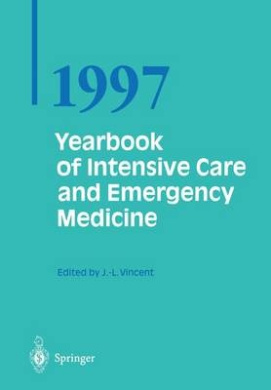 1997
Yearbook
of Intensive Care
and Emergency
Medicine
Edited by J.-L. Vincent
Springer